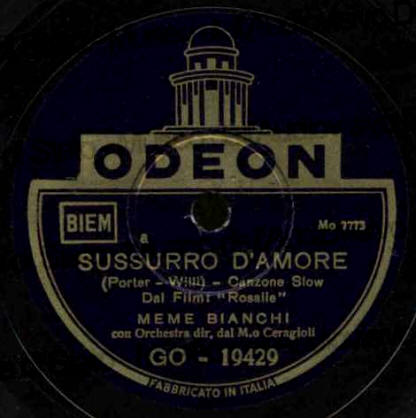 ODEON
BIEM
Mo 7773
a
SUSSURRO D'AMORE
(Porter - Willi) - Canzone Slow
Dal Film: "Rosalie"
MEME BIANCHI
con Orchestra dir. dal M.o Ceragioli
GO - 19429
FABBRICATO IN ITALIA